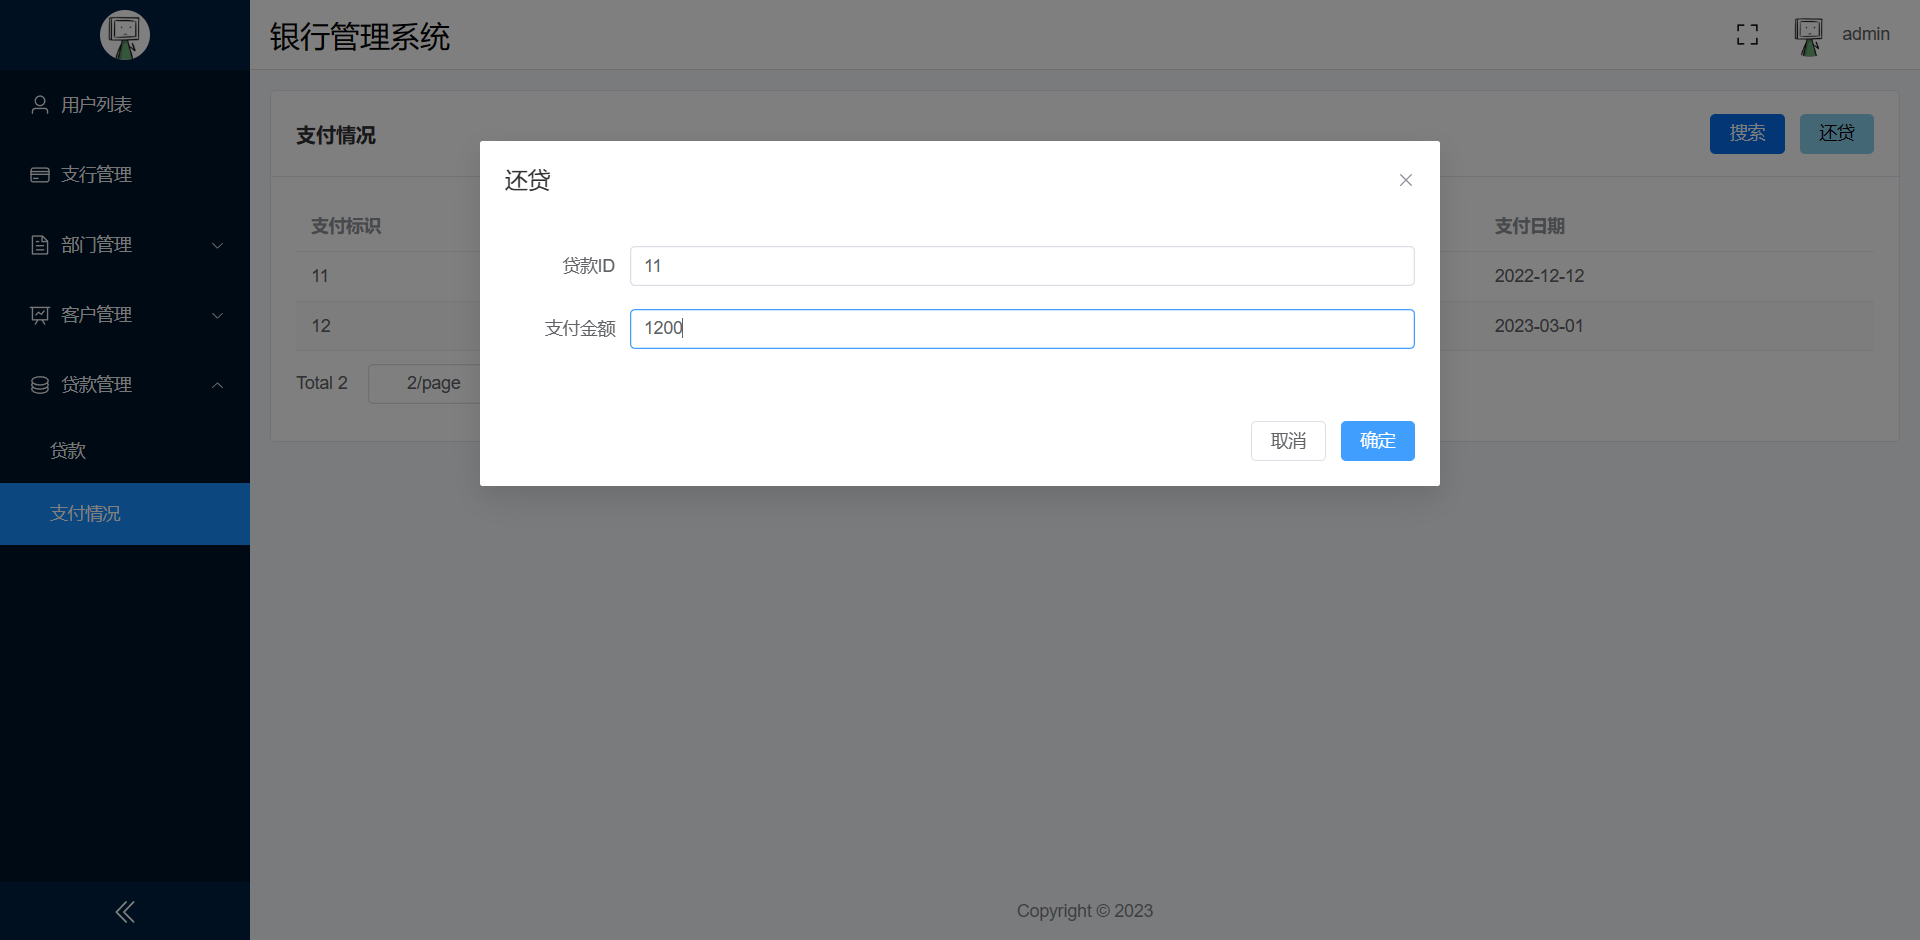 银行管理系统
admin
用户列表
支行管理
部门管理
客户管理
贷款管理
贷款
支付情况
支付情况
搜索
还贷
支付标识
支付日期
11
2022-12-12
12
2023-03-01
Total 2
2/page
还贷
贷款ID
11
支付金额
1200
取消
确定
Copyright © 2023